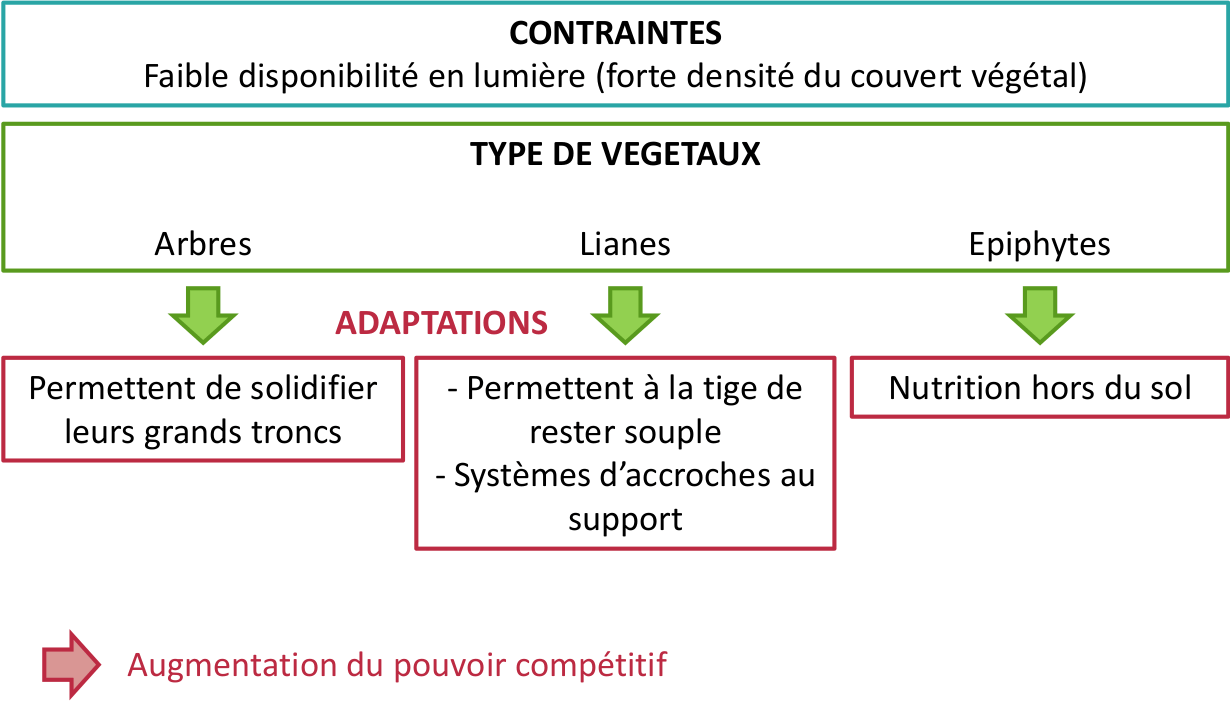 CONTRAINTES
Faible disponibilité en lumière (forte densité du couvert végétal)
TYPE DE VEGETAUX
Arbres
Lianes
Epiphytes
ADAPTATIONS
Permettent de solidifier
leurs grands troncs
- Permettent à la tige de
rester souple
- Systèmes d’accroches au
support
Nutrition hors du sol
Augmentation du pouvoir compétitif